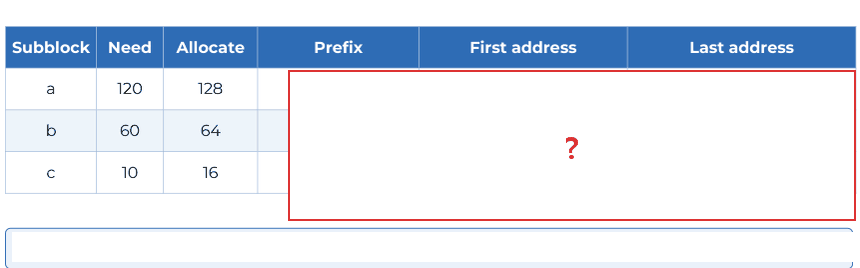 Subblock Need Allocate Prefix First address Last address
a 120 128
b 60 64
?
c 10 16